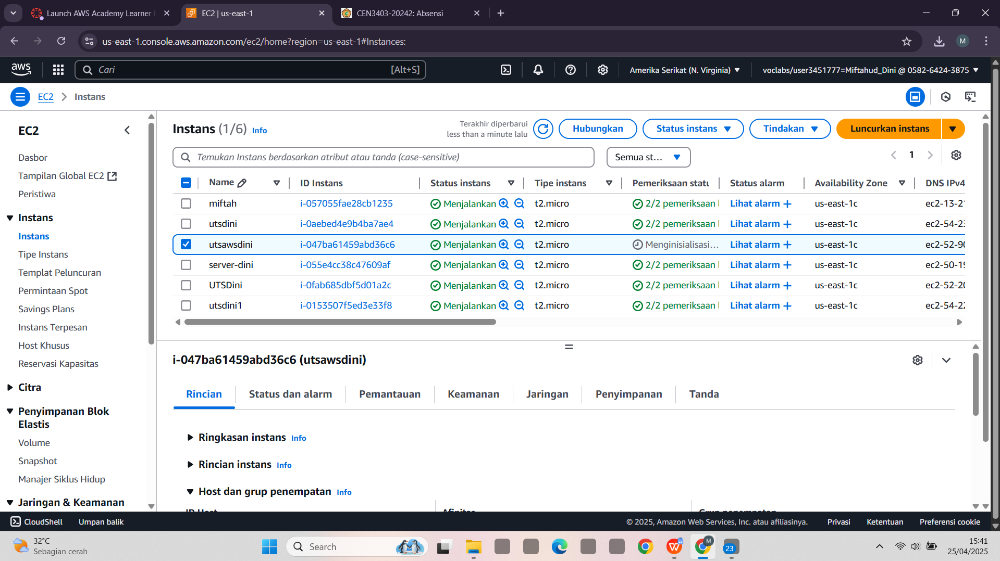 Launch AWS Academy Learner
EC2 | us-east-1
CEN3403-20242: Absensi
us-east-1.console.aws.amazon.com/ec2/home?region=us-east-1#Instances:
M
aws
Cari
[Alt+S]
Amerika Serikat (N. Virginia)
voclabs/user3451777=Miftahud_Dini @ 0582-6424-3875
EC2
Instans
EC2
Dasbor
Tampilan Global EC2
Peristiwa
Instans
Instans
Tipe Instans
Templat Peluncuran
Permintaan Spot
Savings Plans
Instans Terpesan
Host Khusus
Reservasi Kapasitas
Citra
Penyimpanan Blok
Elastis
Volume
Snapshot
Manajer Siklus Hidup
Jaringan & Keamanan
Instans (1/6) Info
Terakhir diperbarui
less than a minute lalu
Hubungkan
Status instans
Tindakan
Luncurkan instans
Temukan Instans berdasarkan atribut atau tanda (case-sensitive)
Semua st...
1
Name ID Instans Status instans Tipe instans Pemeriksaan statu Status alarm Availability Zone DNS IPv4
miftah i-057055fae28cb1235 Menjalankan t2.micro 2/2 pemeriksaan Lihat alarm + us-east-1c ec2-13-21
utsdini i-0aebed4e9b4ba7ae4 Menjalankan t2.micro 2/2 pemeriksaan Lihat alarm + us-east-1c ec2-54-23
utsawsdini i-047ba61459abd36c6 Menjalankan t2.micro Menginisialisasi... Lihat alarm + us-east-1c ec2-52-90
server-dini i-055e4cc38c47609af Menjalankan t2.micro 2/2 pemeriksaan Lihat alarm + us-east-1c ec2-50-19
UTSDini i-0fab685dbf5d01a2c Menjalankan t2.micro 2/2 pemeriksaan Lihat alarm + us-east-1c ec2-52-20
utsdini1 i-0153507f5ed3e33f8 Menjalankan t2.micro 2/2 pemeriksaan Lihat alarm + us-east-1c ec2-54-22
i-047ba61459abd36c6 (utsawsdini)
Rincian Status dan alarm Pemantauan Keamanan Jaringan Penyimpanan Tanda
Ringkasan instans Info
Rincian instans Info
Host dan grup penempatan Info
ID Host Afinitas Grup penempatan
CloudShell Umpan balik
© 2025, Amazon Web Services, Inc. atau afiliasinya. Privasi Ketentuan Preferensi cookie
32°C
Sebagian cerah
Search
M
23
15:41
25/04/2025